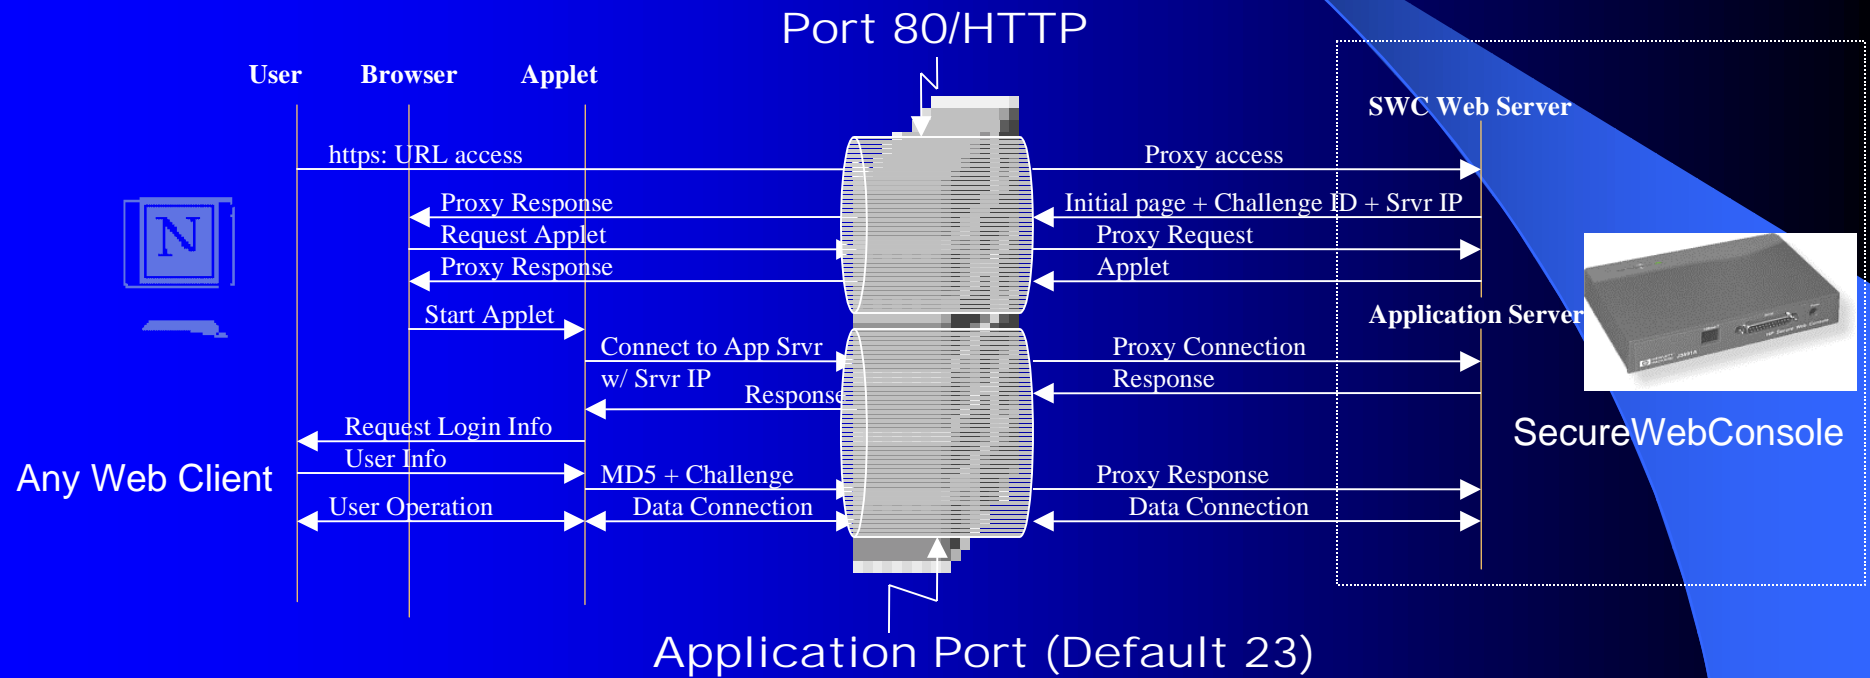 Port 80/HTTP
User
Browser
Applet
SWC Web Server
https: URL access
Proxy access
Proxy Response
Initial page + Challenge ID + Srvr IP
Request Applet
Proxy Request
Proxy Response
Applet
Start Applet
Application Server
Connect to App Srvr
w/ Srvr IP
Proxy Connection
Response
Response
Request Login Info
User Info
MD5 + Challenge
Proxy Response
User Operation
Data Connection
Data Connection
N
Any Web Client
SecureWebConsole
Application Port (Default 23)